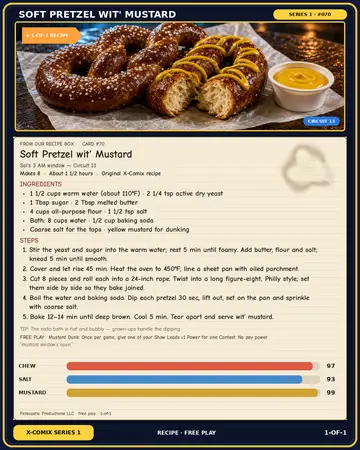 SOFT PRETZEL WIT' MUSTARD
SERIES 1 · #070
1-OF-1 RECIPE
CIRCUIT 13
FROM OUR RECIPE BOX · CARD #70
Soft Pretzel wit' Mustard
Sal's 3 AM window — Circuit 13
Makes 8 · About 1 1/2 hours · Original X-Comix Recipe
INGREDIENTS
• 1 1/2 cups warm water (about 110°F) · 2 1/4 tsp active dry yeast
• 1 Tbsp sugar · 2 Tbsp melted butter
• 4 cups all-purpose flour · 1 1/2 tsp salt
• Bath: 8 cups water · 1/2 cup baking soda
• Coarse salt for the tops · yellow mustard for dunking
STEPS
1. Stir the yeast and sugar into the warm water; rest 5 min until foamy. Add butter, flour and salt;
knead 5 min until smooth.
2. Cover and let rise 45 min. Heat the oven to 450°F; line a sheet pan with oiled parchment.
3. Cut 8 pieces and roll each into a 24-inch rope. Twist into a long figure-eight, Philly style; set
them side by side so they bake joined.
4. Boil the water and baking soda. Dip each pretzel 30 sec, lift out, set on the pan and sprinkle
with coarse salt.
5. Bake 12–14 min until deep brown. Cool 5 min. Tear apart and serve wit' mustard.
TIP: The soda bath is hot and bubbly — grown-ups handle the dipping.
FREE PLAY · Mustard Dunk: Once per game, give one of your Show Leads +1 Power for one Contest. No pay power
"mustard window's open"
CHEW 97
SALT 93
MUSTARD 99
Productions LLC · free play · 1-of-1
X-COMIX SERIES 1
RECIPE · FREE PLAY
1-OF-1